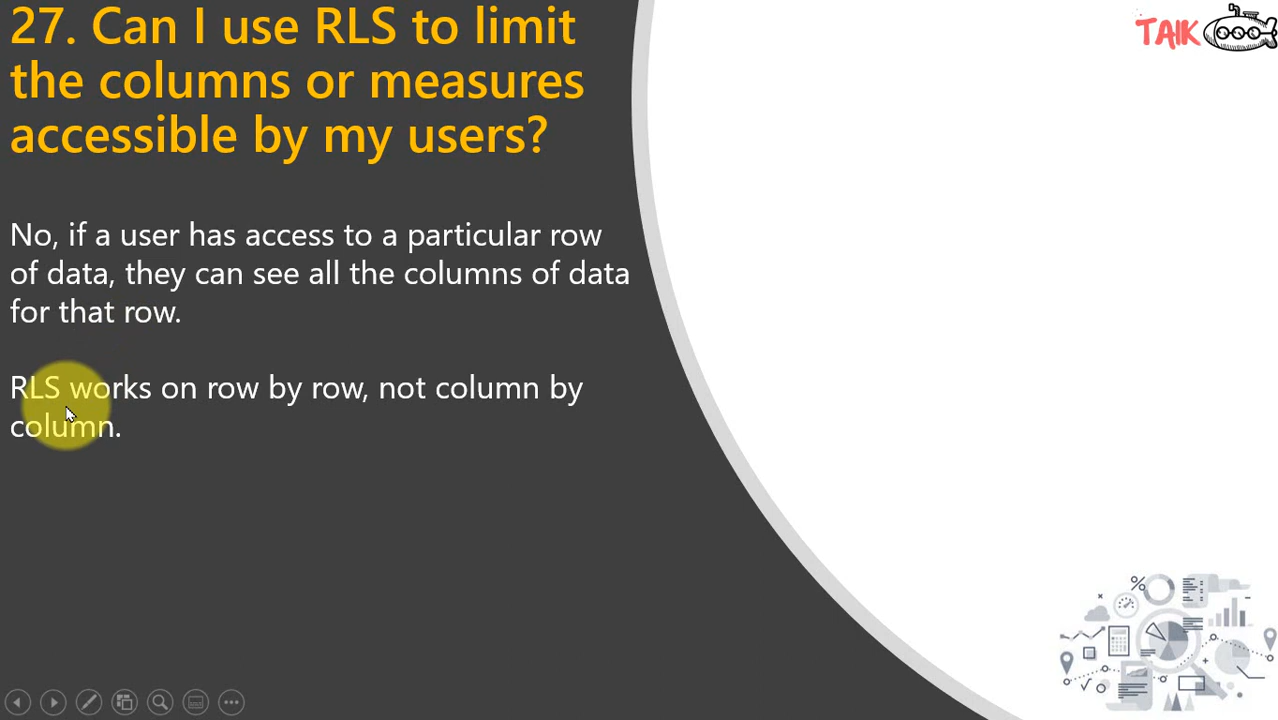 27. Can I use RLS to limit
the columns or measures
accessible by my users?
TAIK
No, if a user has access to a particular row
of data, they can see all the columns of data
for that row.
RLS works on row by row, not column by
column.